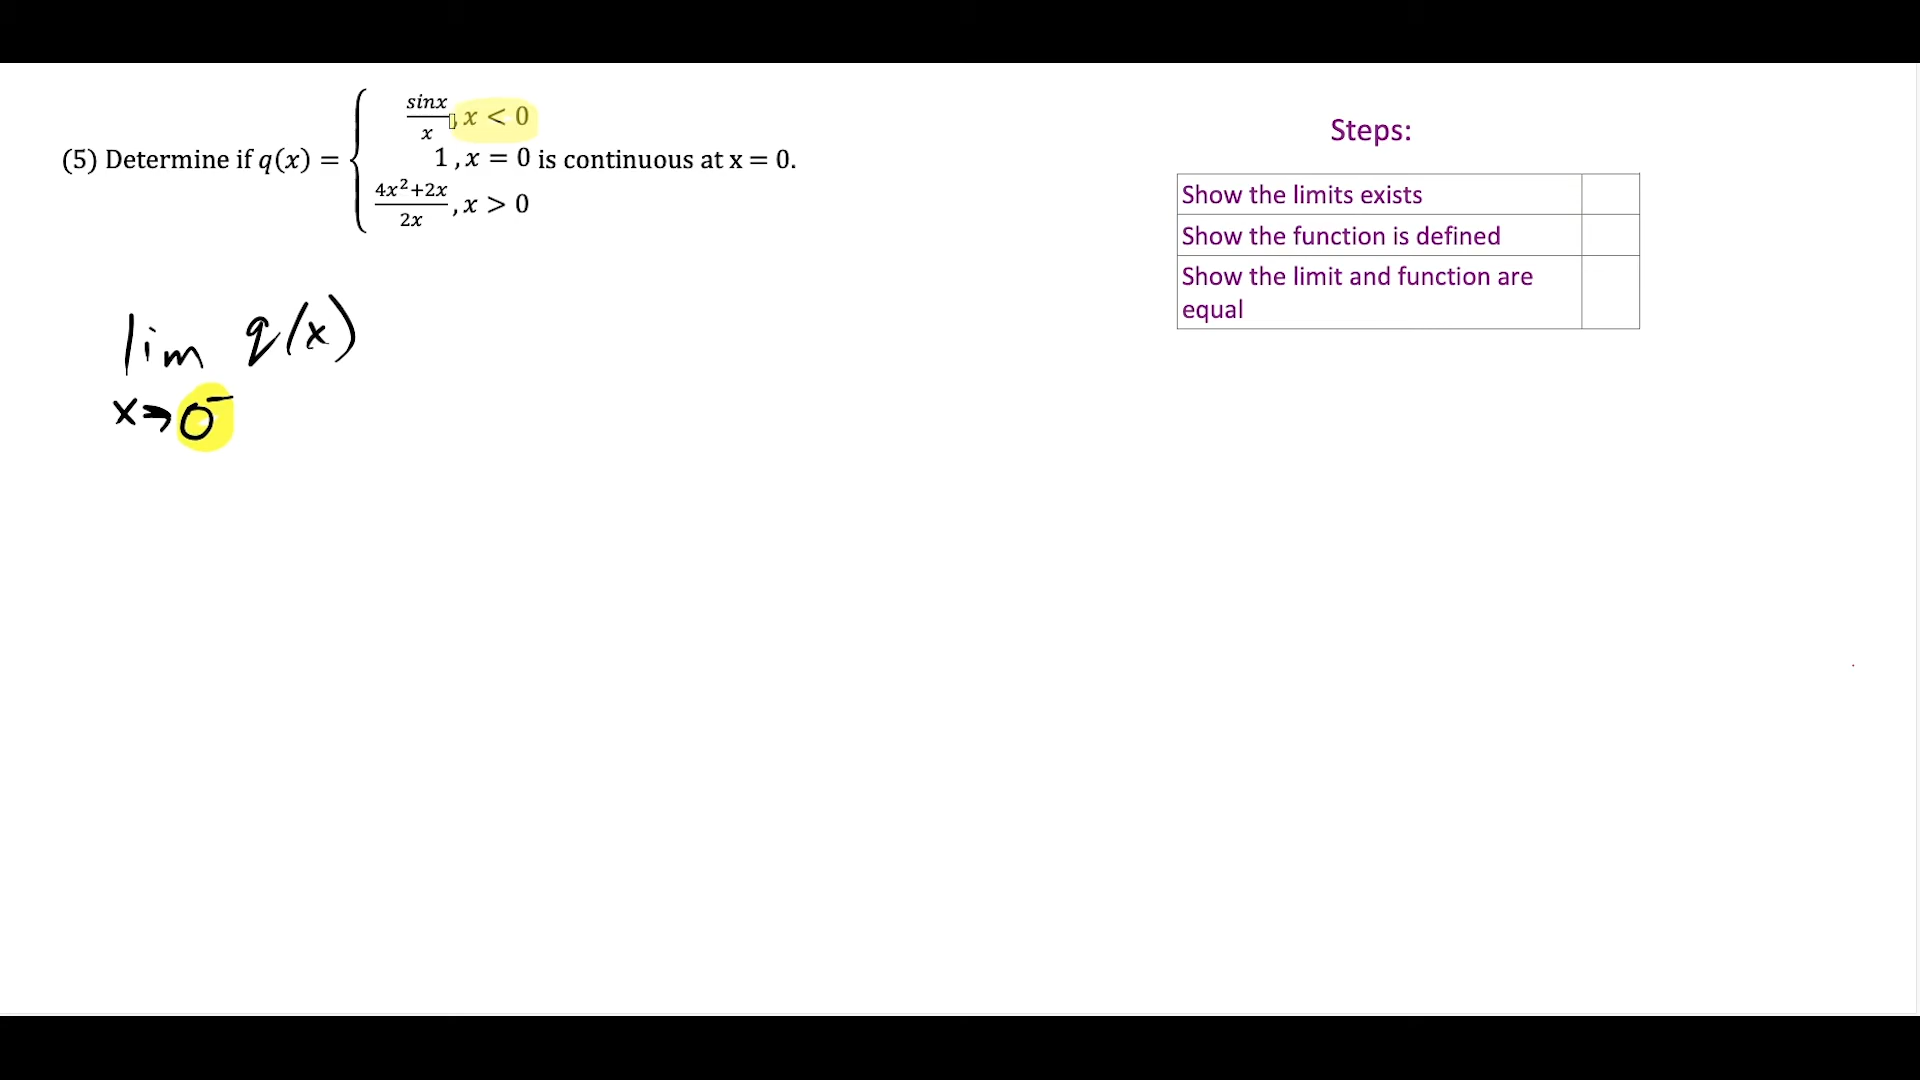 (5) Determine if q(x) = { sinx/x , x < 0
1 , x = 0 is continuous at x = 0.
4x²+2x/2x , x > 0
Steps:
Show the limits exists
Show the function is defined
Show the limit and function are
equal
lim q(x)
x→0⁻